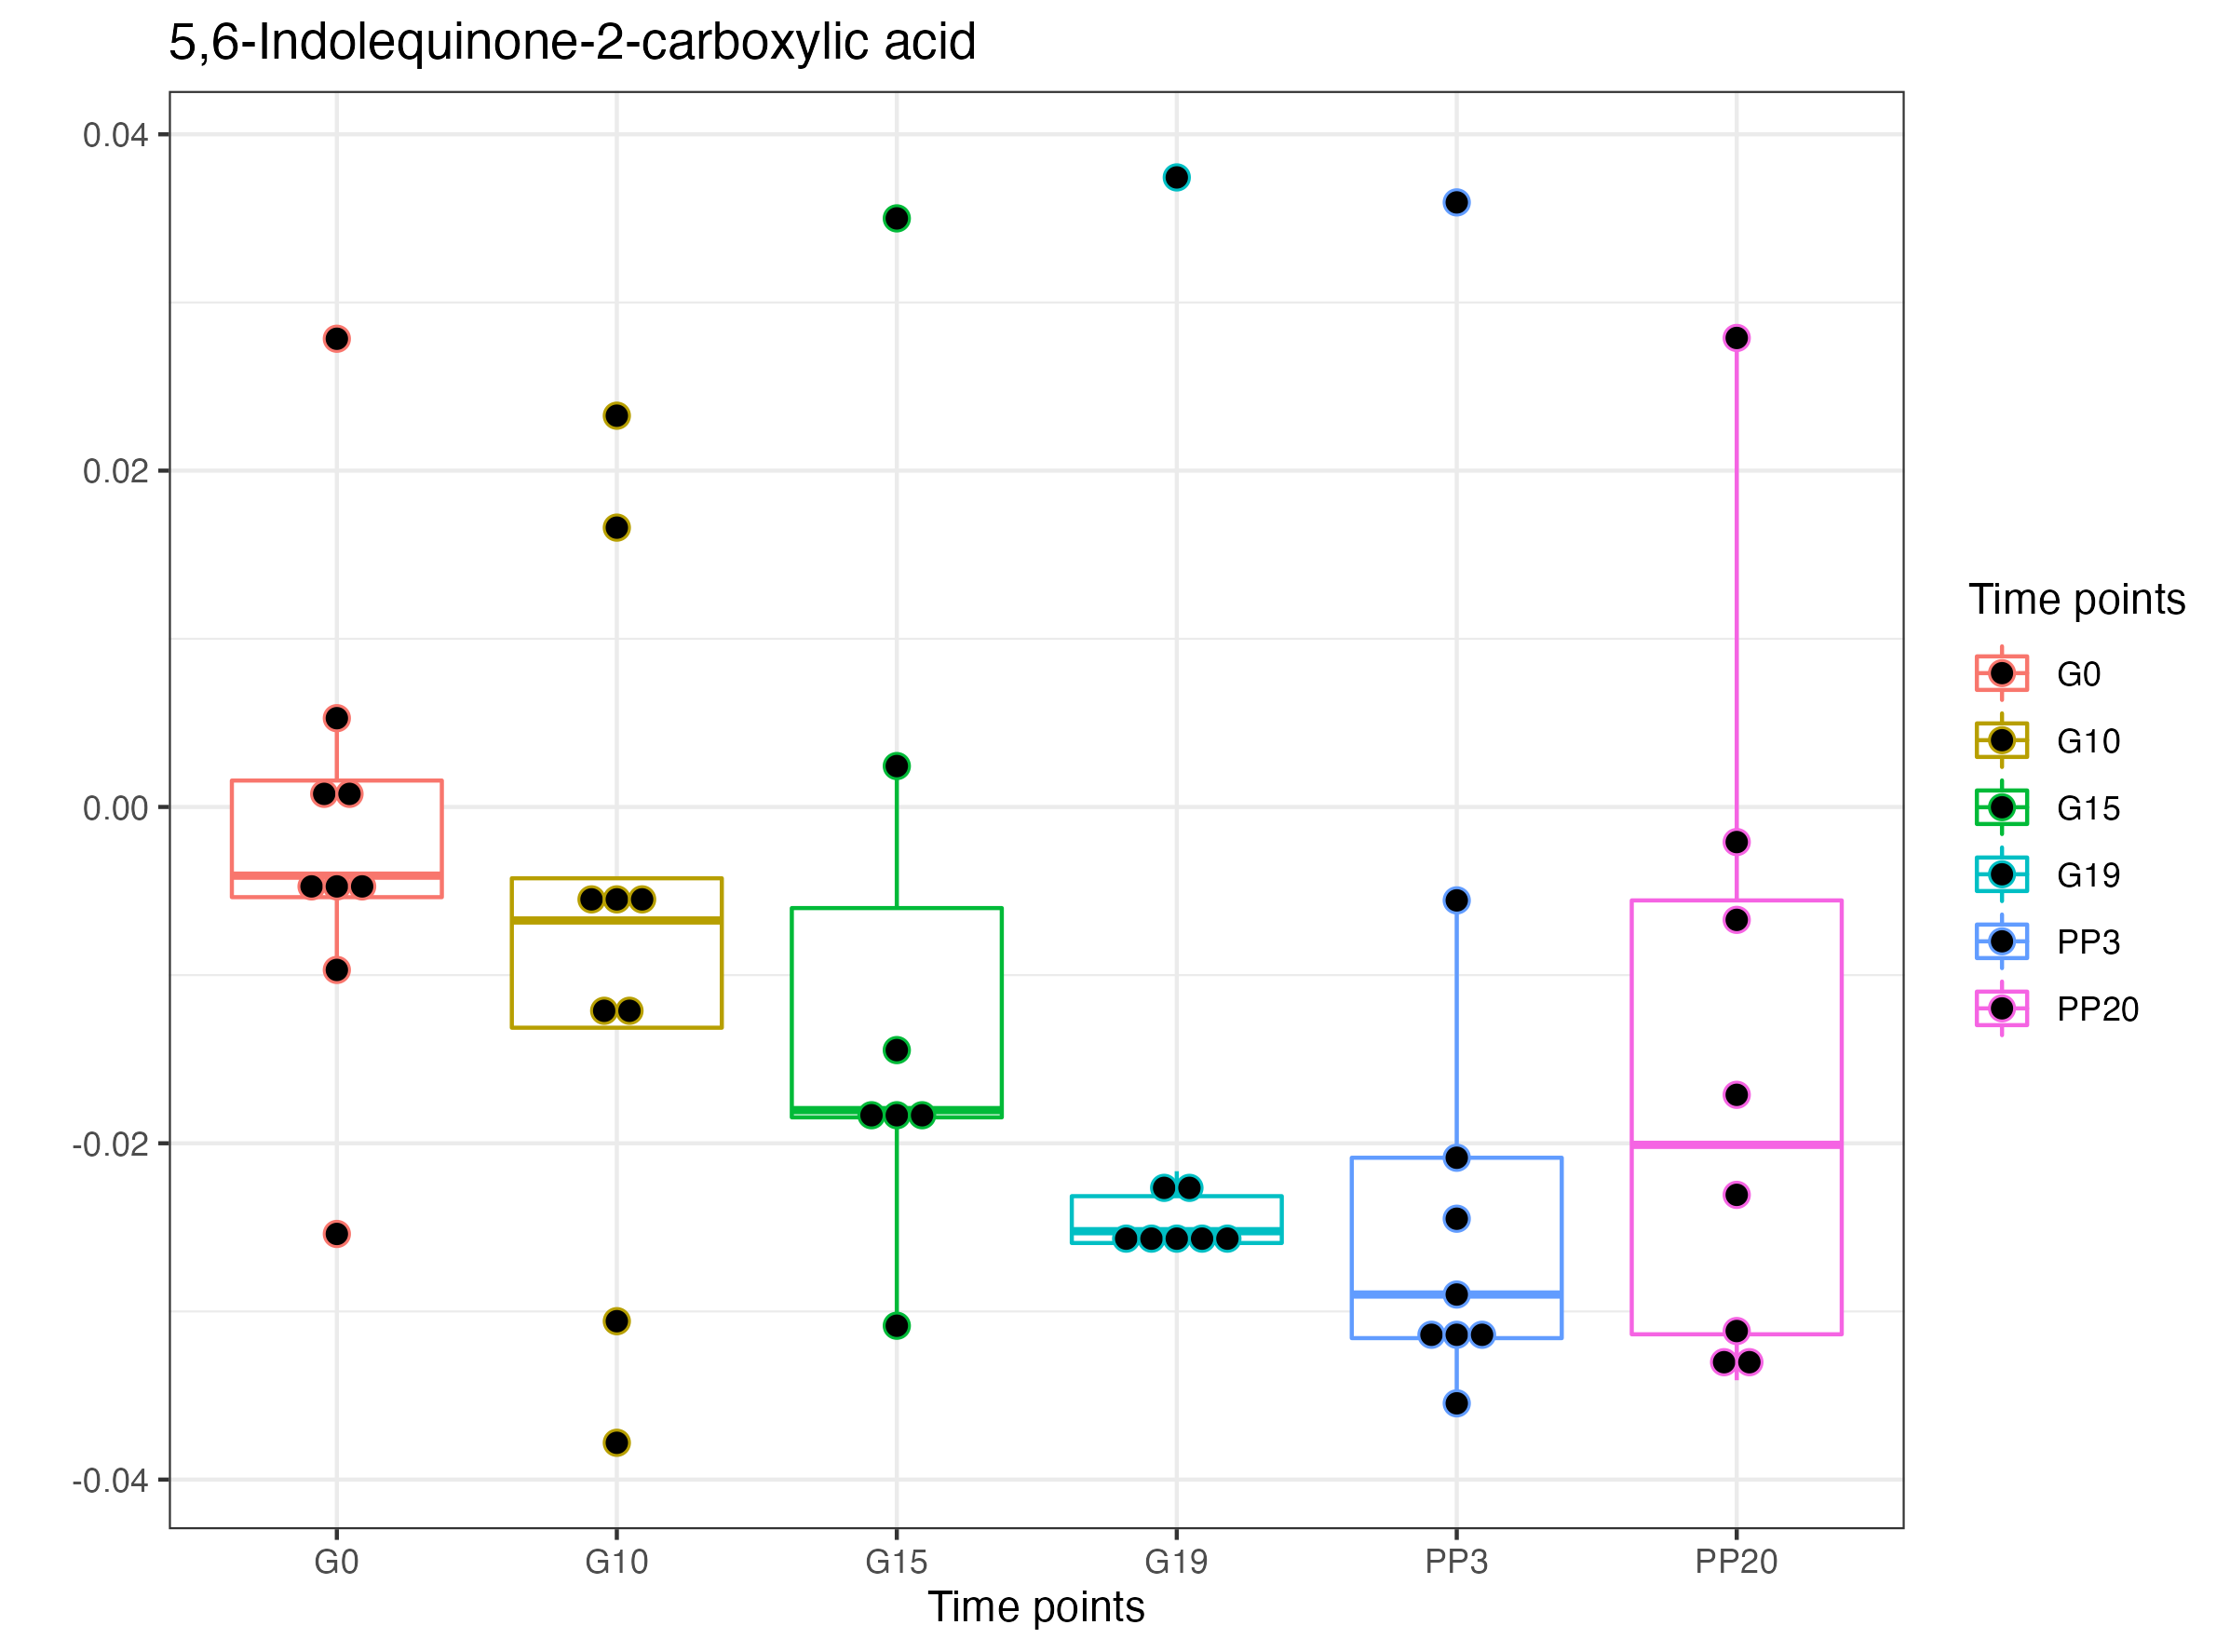 5,6-Indolequinone-2-carboxylic acid
0.04
0.02
0.00
-0.02
-0.04
G0 G10 G15 G19 PP3 PP20
Time points
Time points
G0
G10
G15
G19
PP3
PP20